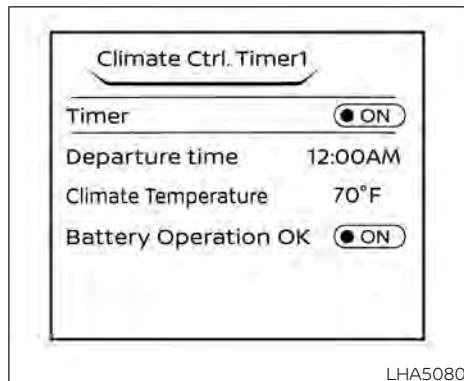 Climate Ctrl. Timer1
Timer ON
Departure time 12:00AM
Climate Temperature 70°F
Battery Operation OK ON
LHA5080